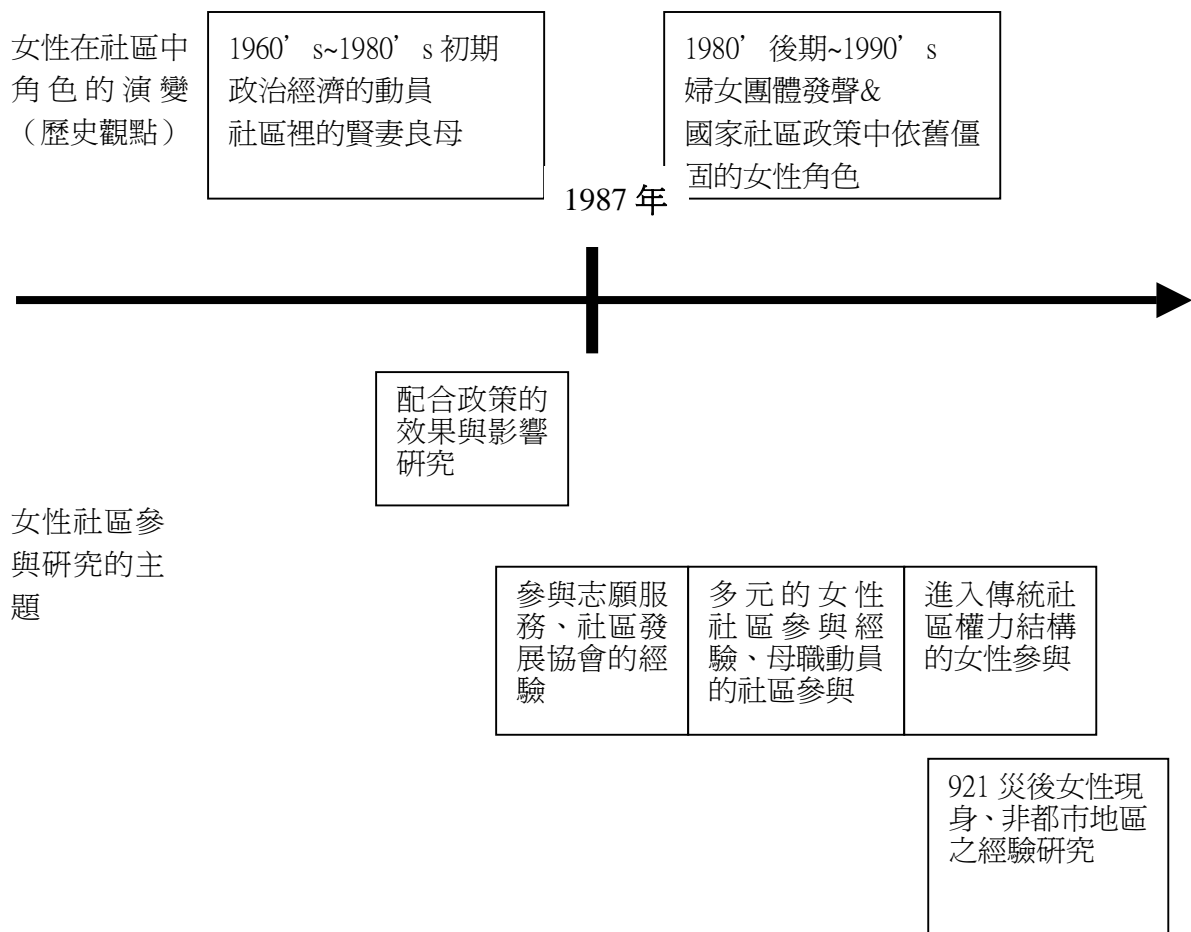 女性在社區中
角色的演變
（歷史觀點）
1960’s~1980’s 初期
政治經濟的動員
社區裡的賢妻良母
1980’後期~1990’s
婦女團體發聲&
國家社區政策中依舊僵
固的女性角色
1987 年
配合政策的
效果與影響
研究
女性社區參
與研究的主
題
參與志願服
務、社區發
展協會的經
驗
多元的女性
社區參與經
驗、母職動員
的社區參與
進入傳統社
區權力結構
的女性參與
921 災後女性現
身、非都市地區
之經驗研究